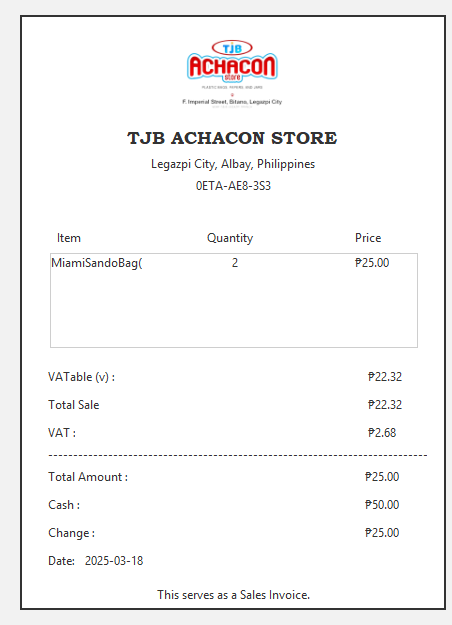 TJB
ACHACON
store
PLASTIC BAGS, PAPERS, AND JARS
F. Imperial Street, Bitano, Legazpi City
TJB ACHACON STORE
Legazpi City, Albay, Philippines
0ETA-AE8-3S3
Item Quantity Price
MiamiSandoBag( 2 ₱25.00
VATable (v) : ₱22.32
Total Sale ₱22.32
VAT : ₱2.68
Total Amount : ₱25.00
Cash : ₱50.00
Change : ₱25.00
Date: 2025-03-18
This serves as a Sales Invoice.